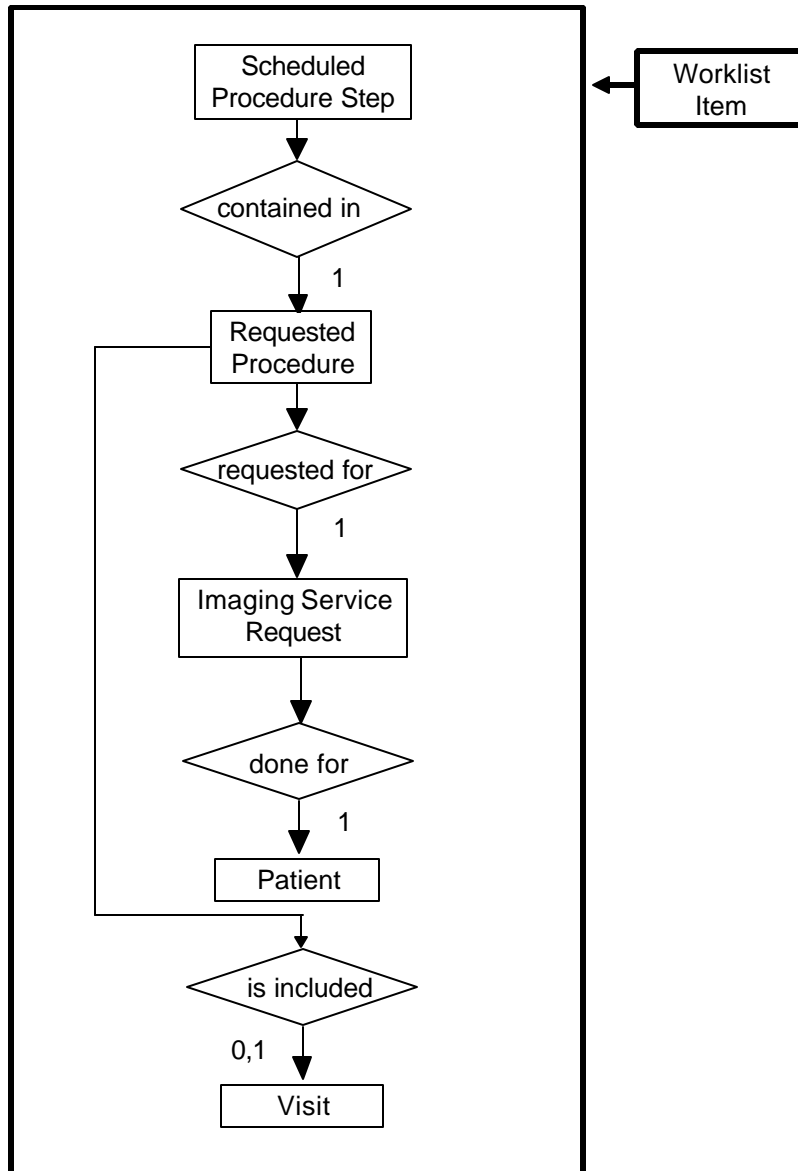 Scheduled
Procedure Step
Worklist
Item
contained in
1
Requested
Procedure
requested for
1
Imaging Service
Request
done for
1
Patient
is included
0,1
Visit